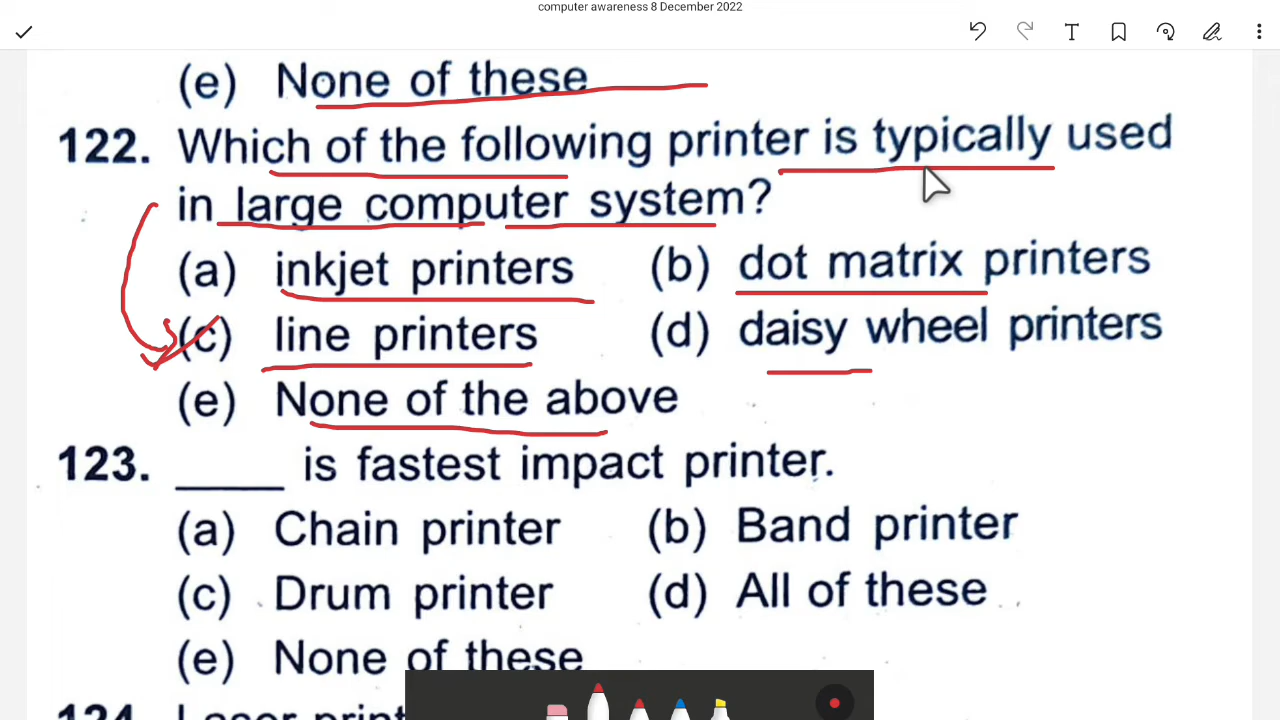 computer awareness 8 December 2022
(e) None of these
122. Which of the following printer is typically used
in large computer system?
(a) inkjet printers (b) dot matrix printers
(c) line printers (d) daisy wheel printers
(e) None of the above
123. _____ is fastest impact printer.
(a) Chain printer (b) Band printer
(c) Drum printer (d) All of these
(e) None of these